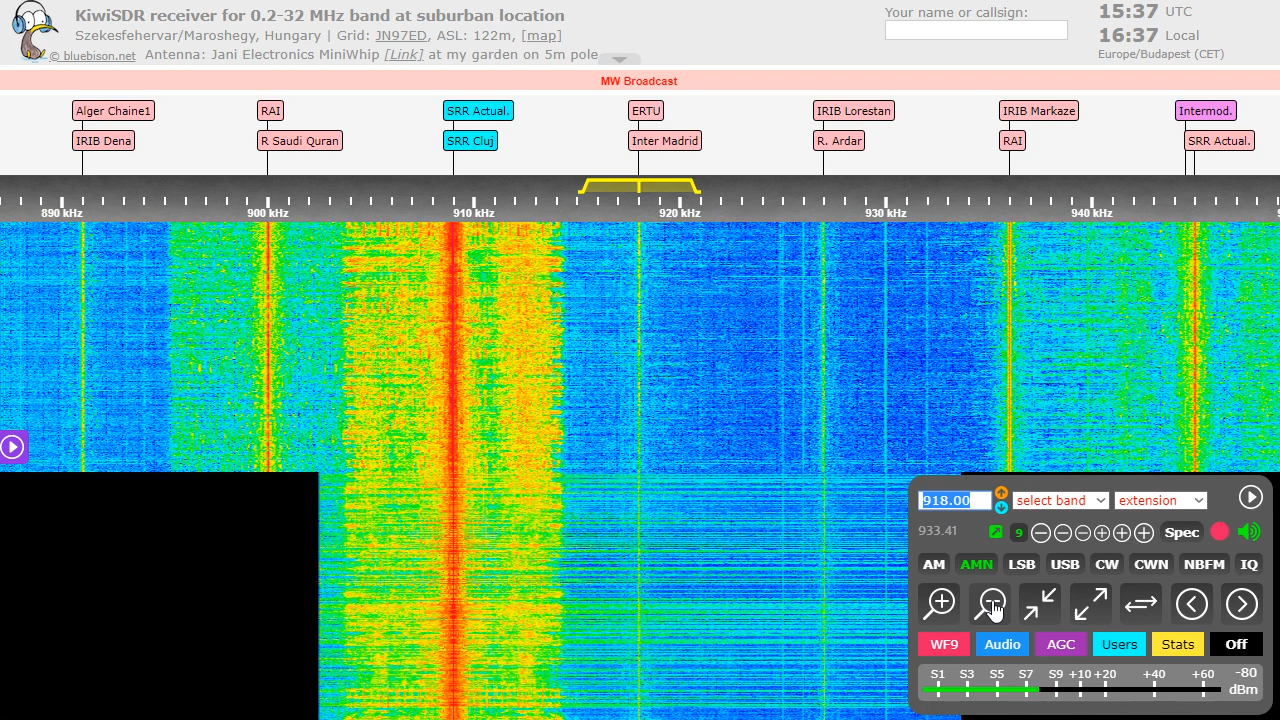 KiwiSDR receiver for 0.2-32 MHz band at suburban location
Szekesfehervar/Maroshegy, Hungary | Grid: JN97ED, ASL: 122m, [map]
© bluebison.net Antenna: Jani Electronics MiniWhip [Link] at my garden on 5m pole
Your name or callsign:
15:37 UTC
16:37 Local
Europe/Budapest (CET)
MW Broadcast
Alger Chaine1 RAI SRR Actual. ERTU IRIB Lorestan IRIB Markaze Intermod.
IRIB Dena R Saudi Quran SRR Cluj Inter Madrid R. Ardar RAI SRR Actual.
890 kHz 900 kHz 910 kHz 920 kHz 930 kHz 940 kHz
918.00 select band extension
933.41 9 Spec
AM AMN LSB USB CW CWN NBFM IQ
WF9 Audio AGC Users Stats Off
S1 S3 S5 S7 S9 +10 +20 +40 +60 -80
dBm